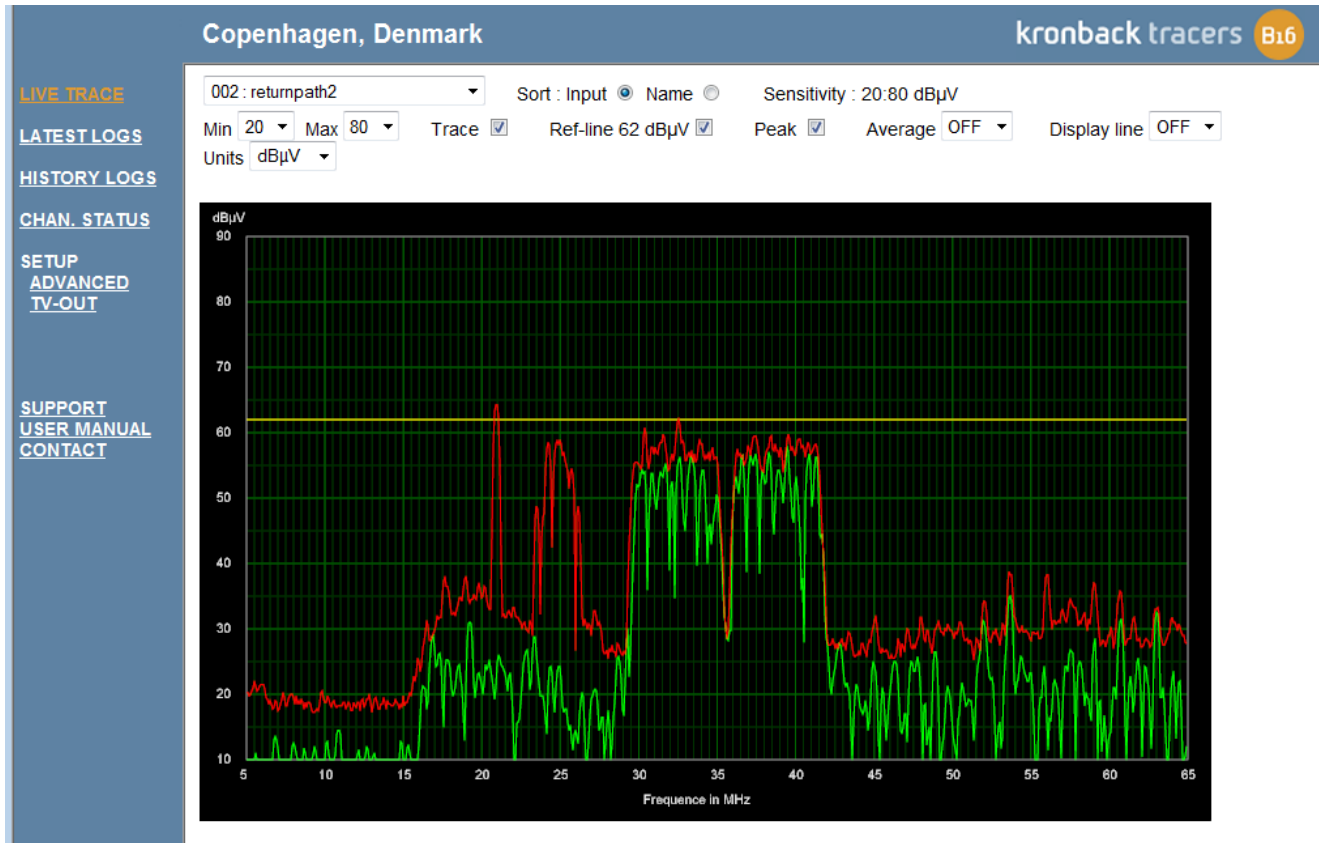 Copenhagen, Denmark
kronback tracers B16
LIVE TRACE
LATEST LOGS
HISTORY LOGS
CHAN. STATUS
SETUP
ADVANCED
TV-OUT
SUPPORT
USER MANUAL
CONTACT
002 : returnpath2 Sort : Input Name Sensitivity : 20:80 dBµV
Min 20 Max 80 Trace Ref-line 62 dBµV Peak Average OFF Display line OFF
Units dBµV
dBµV
90
80
70
60
50
40
30
20
10
5 10 15 20 25 30 35 40 45 50 55 60 65
Frequence in MHz